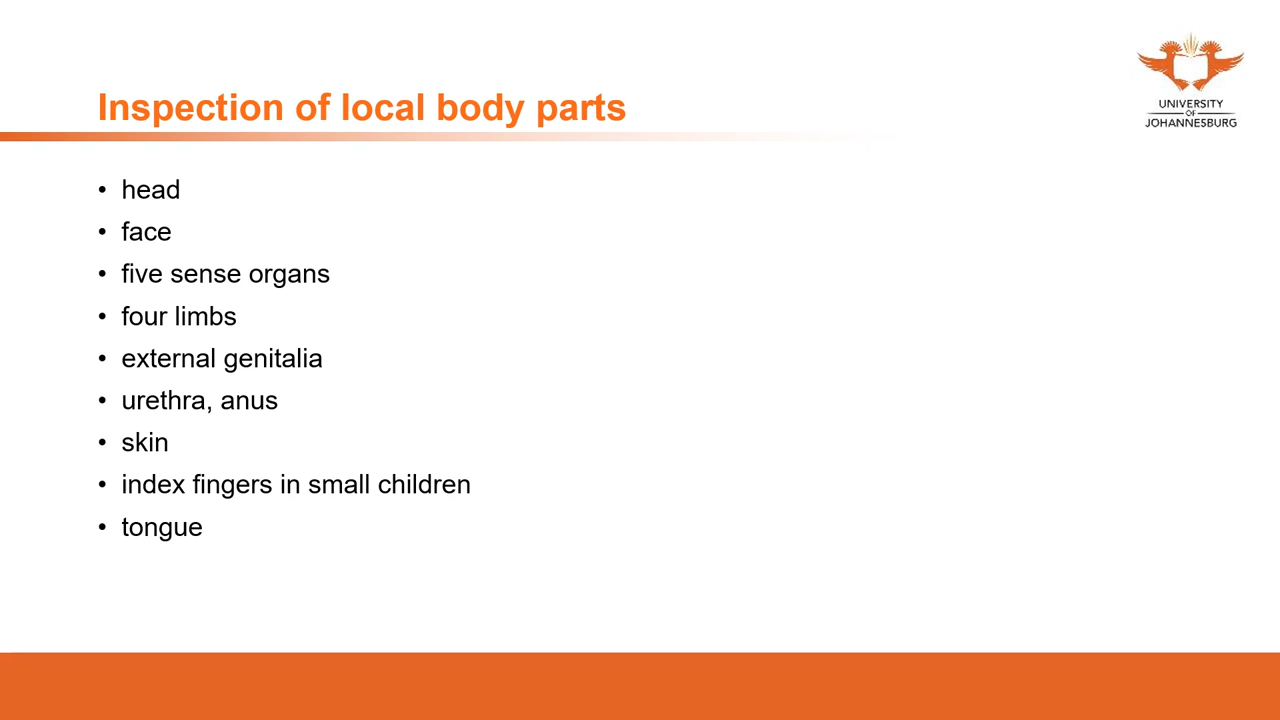 Inspection of local body parts
UNIVERSITY
OF
JOHANNESBURG
• head
• face
• five sense organs
• four limbs
• external genitalia
• urethra, anus
• skin
• index fingers in small children
• tongue